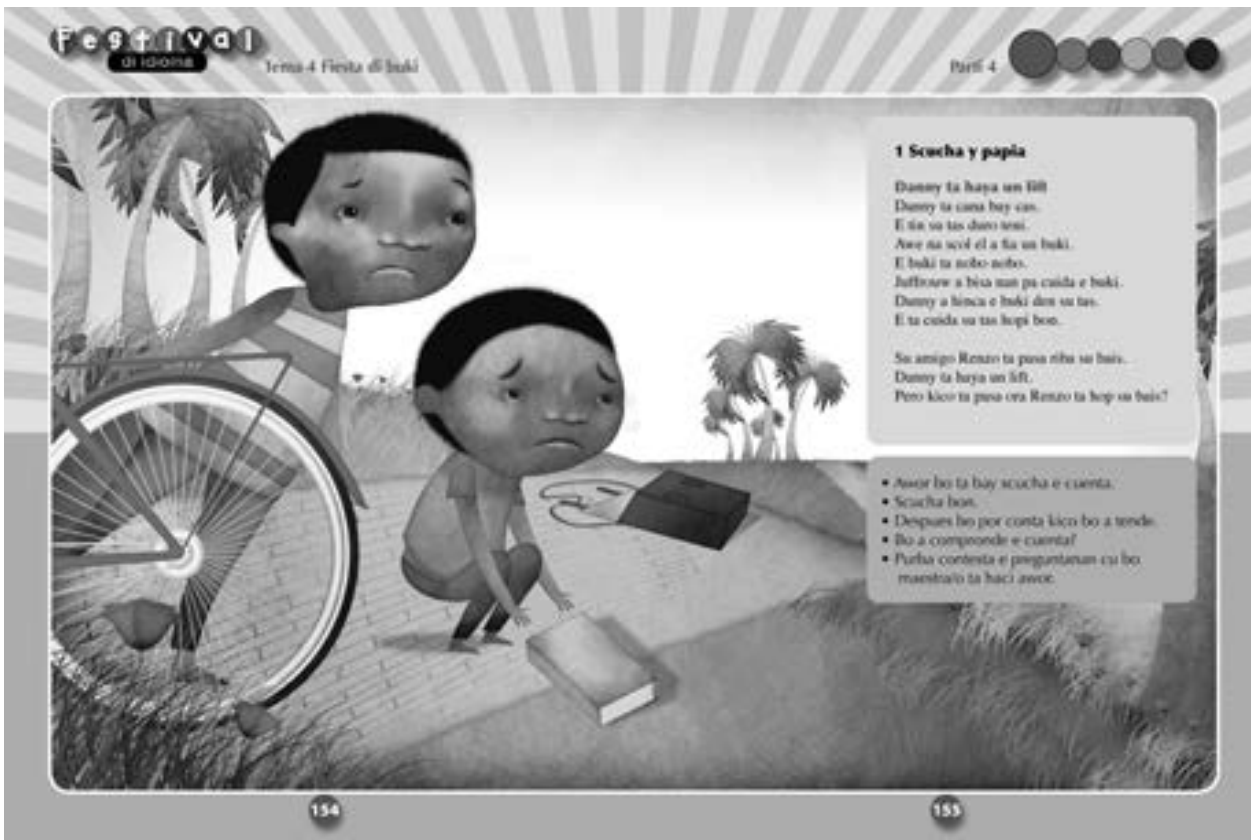 Festival
di idioma
Tema 4 Fiesta di buki
Parti 4
1 Scucha y papia
Danny ta haya un lift
Danny ta cana bay cas.
E tin su tas duro teni.
Awe na scol el a fia un buki.
E buki ta nobo nobo.
Juffrouw a bisa nan pa cuida e buki.
Danny a hinca e buki den su tas.
E ta cuida su tas hopi bon.
Su amigo Renzo ta pasa riba su bais.
Danny ta haya un lift.
Pero kico ta pasa ora Renzo ta hop su bais?
• Awor bo ta bay scucha e cuenta.
• Scucha bon.
• Despues bo por conta kico bo a tende.
• Bo a comprende e cuenta?
• Purba contesta e preguntanan cu bo
maestra/o ta haci awor.
154
155